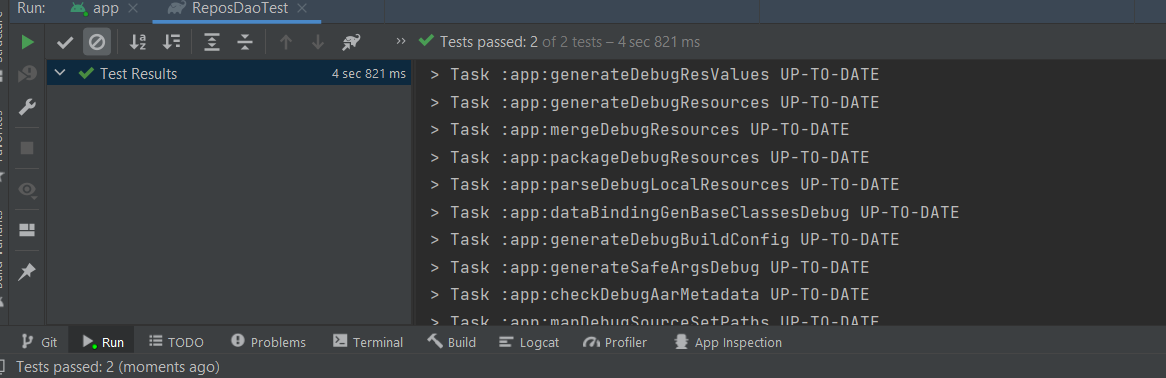 Run: app ReposDaoTest
Tests passed: 2 of 2 tests – 4 sec 821 ms
Test Results 4 sec 821 ms
> Task :app:generateDebugResValues UP-TO-DATE
> Task :app:generateDebugResources UP-TO-DATE
> Task :app:mergeDebugResources UP-TO-DATE
> Task :app:packageDebugResources UP-TO-DATE
> Task :app:parseDebugLocalResources UP-TO-DATE
> Task :app:dataBindingGenBaseClassesDebug UP-TO-DATE
> Task :app:generateDebugBuildConfig UP-TO-DATE
> Task :app:generateSafeArgsDebug UP-TO-DATE
> Task :app:checkDebugAarMetadata UP-TO-DATE
> Task :app:mapDebugSourceSetPaths UP-TO-DATE
Git Run TODO Problems Terminal Build Logcat Profiler App Inspection
Tests passed: 2 (moments ago)